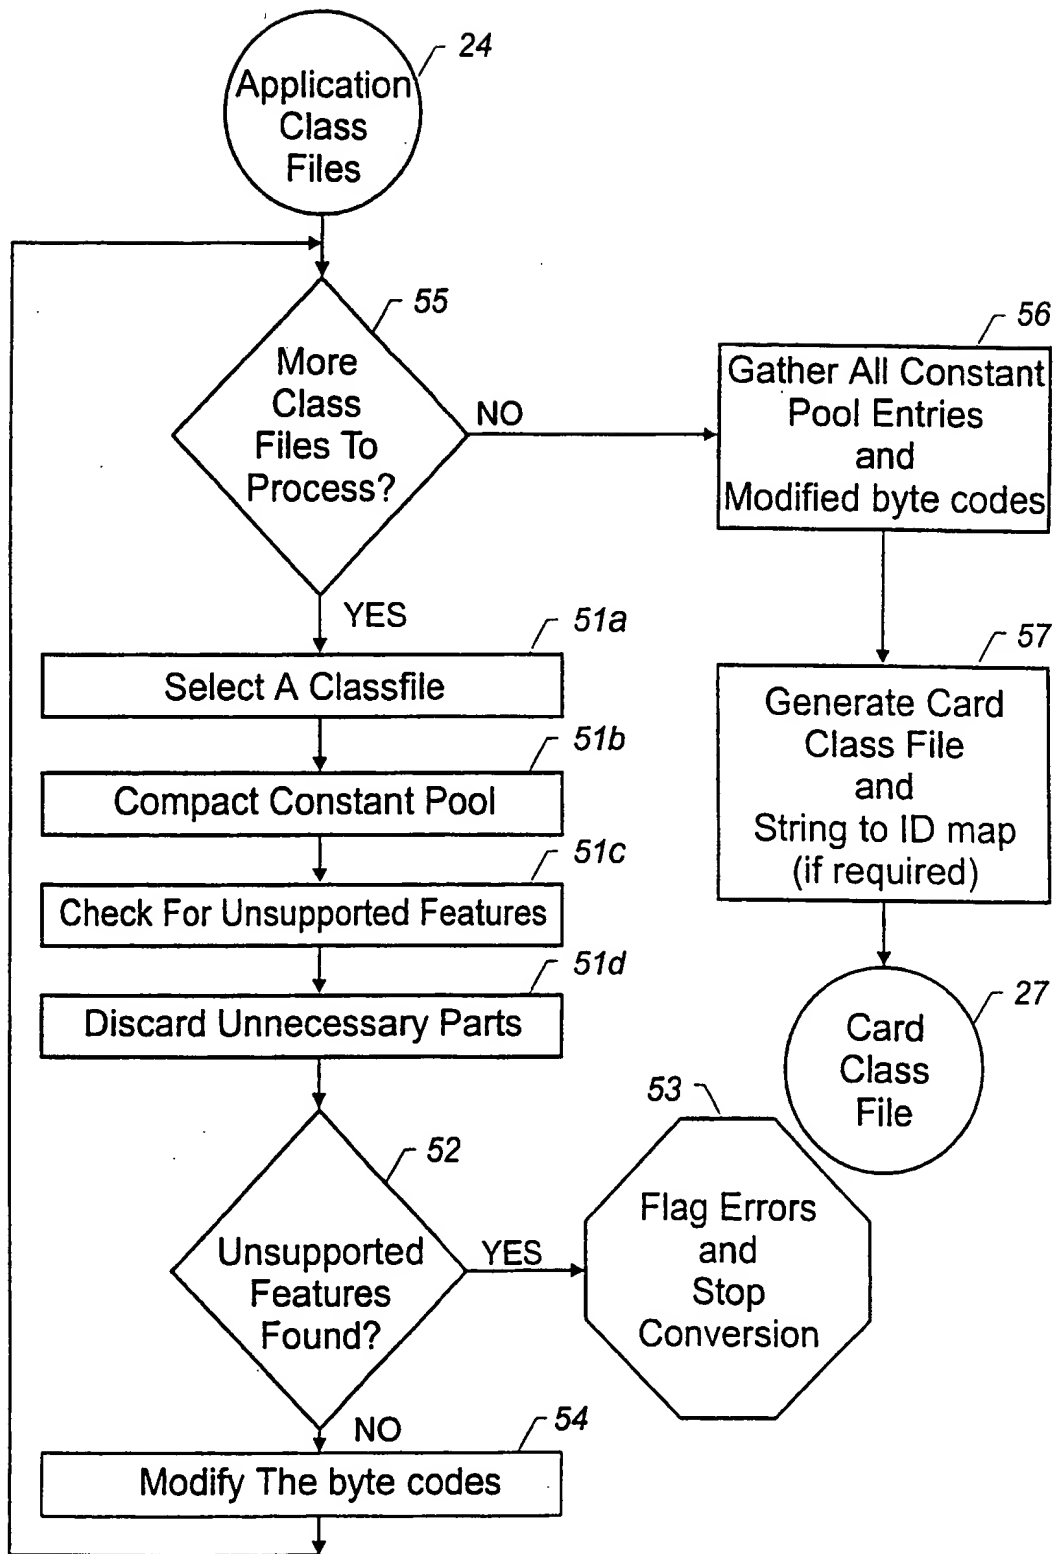 24
Application
Class
Files
55
More
Class
Files To
Process?
NO
YES
56
Gather All Constant
Pool Entries
and
Modified byte codes
57
Generate Card
Class File
and
String to ID map
(if required)
27
Card
Class
File
51a
Select A Classfile
51b
Compact Constant Pool
51c
Check For Unsupported Features
51d
Discard Unnecessary Parts
52
Unsupported
Features
Found?
YES
NO
53
Flag Errors
and
Stop
Conversion
54
Modify The byte codes